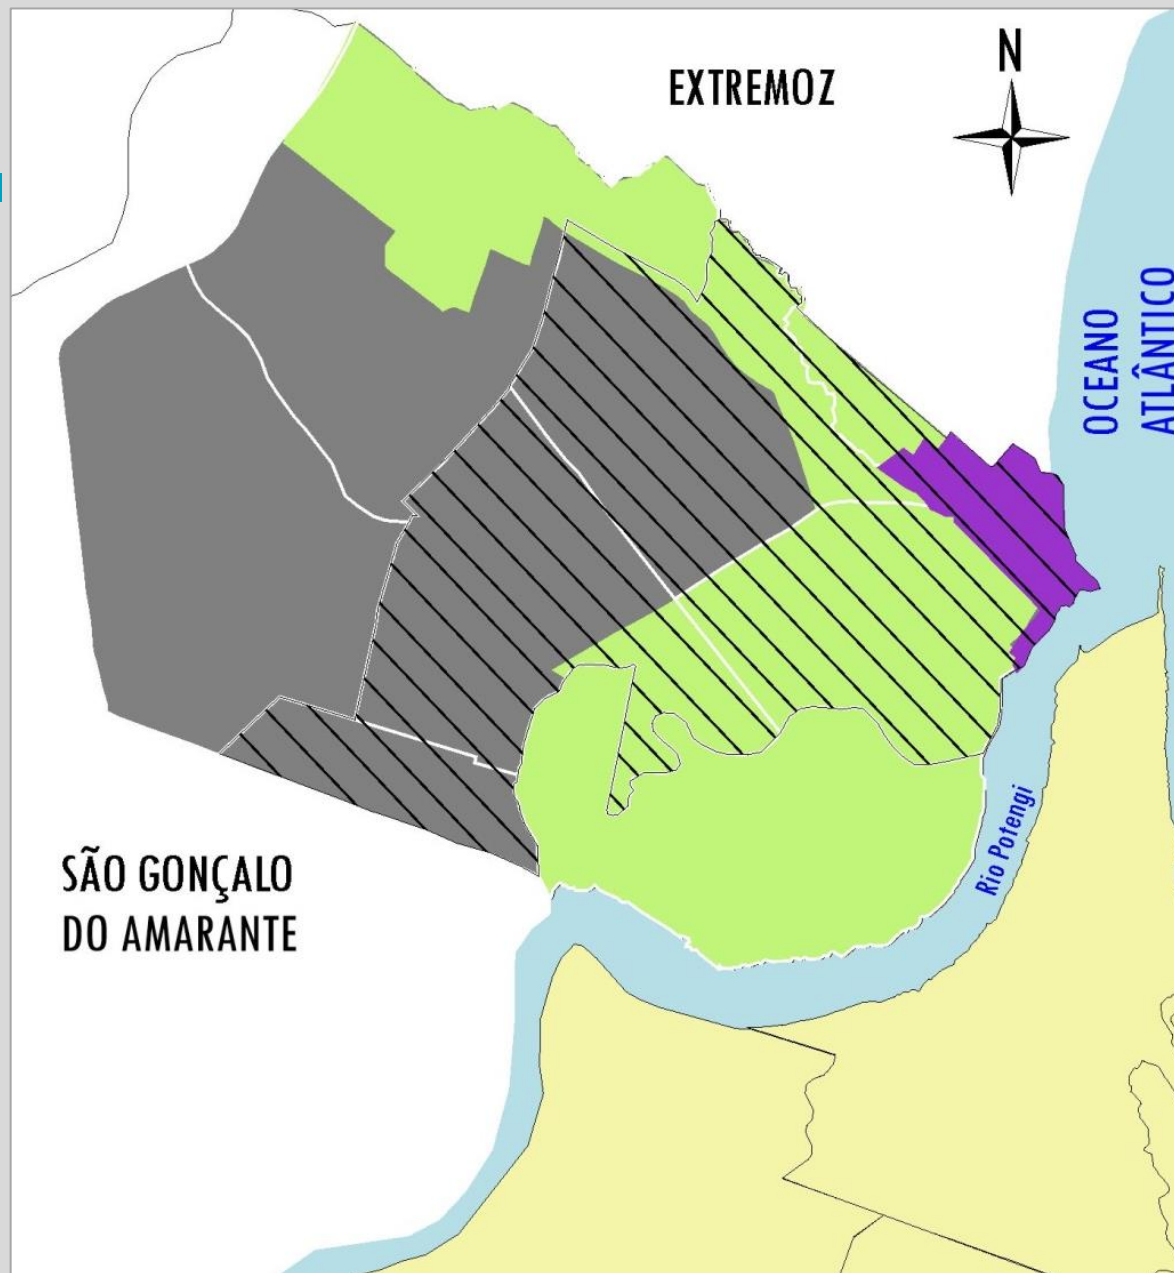 N
EXTREMOZ
OCEANO
ATLÂNTICO
Rio Potengi
SÃO GONÇALO
DO AMARANTE